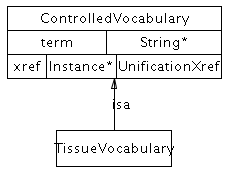 ControlledVocabulary
term String*
xref Instance* UnificationXref
isa
TissueVocabulary